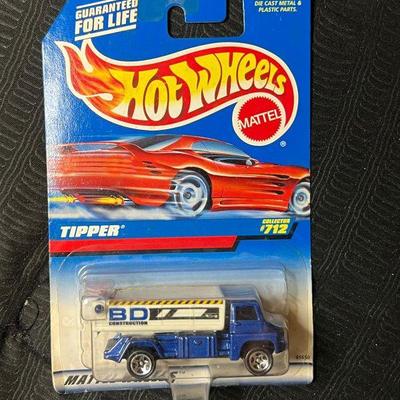 GUARANTEED
FOR LIFE
DIE CAST METAL &
PLASTIC PARTS.
HOT WHEELS
MATTEL
®
TIPPER®
COLLECTOR
#712
BD
CONSTRUCTION